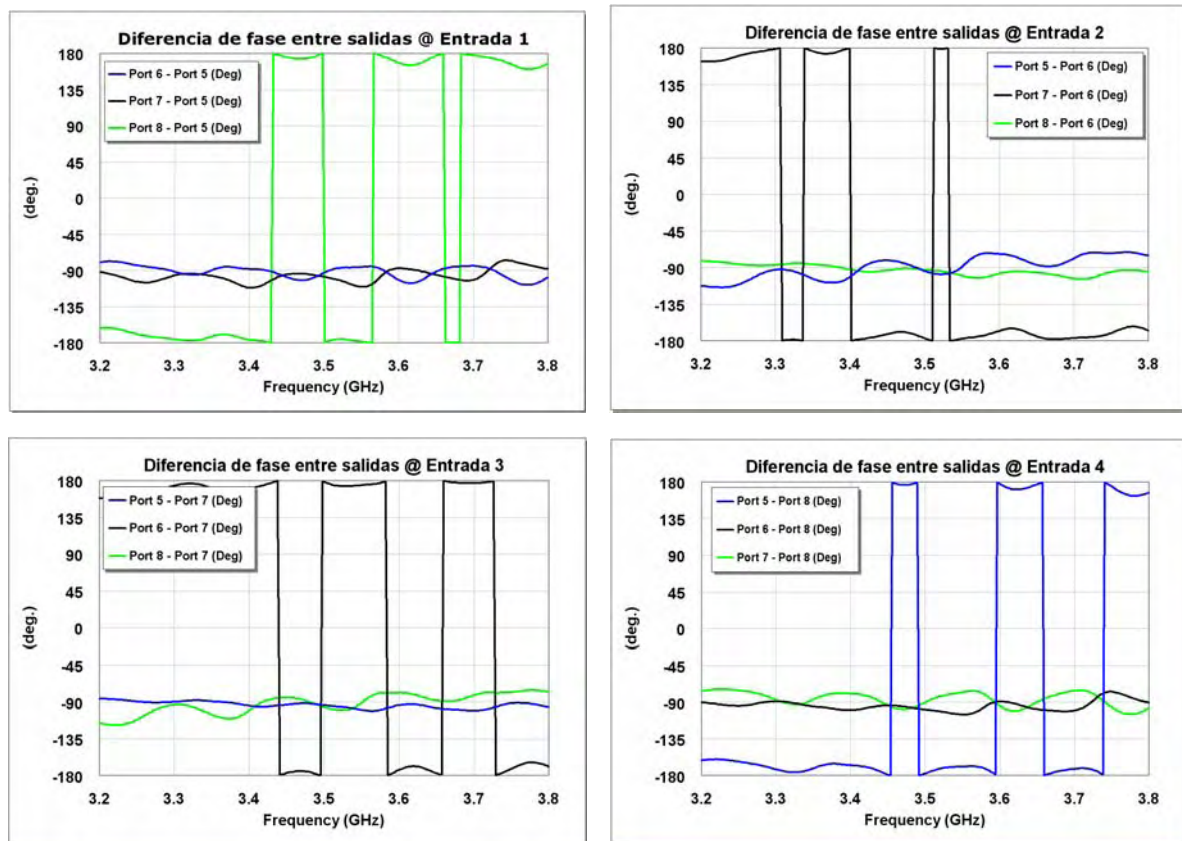 Diferencia de fase entre salidas @ Entrada 1
180
135
90
45
0
-45
-90
-135
-180
(deg.)
Port 6 - Port 5 (Deg)
Port 7 - Port 5 (Deg)
Port 8 - Port 5 (Deg)
3.2 3.3 3.4 3.5 3.6 3.7 3.8
Frequency (GHz)
Diferencia de fase entre salidas @ Entrada 2
180
135
90
45
0
-45
-90
-135
-180
(deg.)
Port 5 - Port 6 (Deg)
Port 7 - Port 6 (Deg)
Port 8 - Port 6 (Deg)
3.2 3.3 3.4 3.5 3.6 3.7 3.8
Frequency (GHz)
Diferencia de fase entre salidas @ Entrada 3
180
135
90
45
0
-45
-90
-135
-180
(deg.)
Port 5 - Port 7 (Deg)
Port 6 - Port 7 (Deg)
Port 8 - Port 7 (Deg)
3.2 3.3 3.4 3.5 3.6 3.7 3.8
Frequency (GHz)
Diferencia de fase entre salidas @ Entrada 4
180
135
90
45
0
-45
-90
-135
-180
(deg.)
Port 5 - Port 8 (Deg)
Port 6 - Port 8 (Deg)
Port 7 - Port 8 (Deg)
3.2 3.3 3.4 3.5 3.6 3.7 3.8
Frequency (GHz)